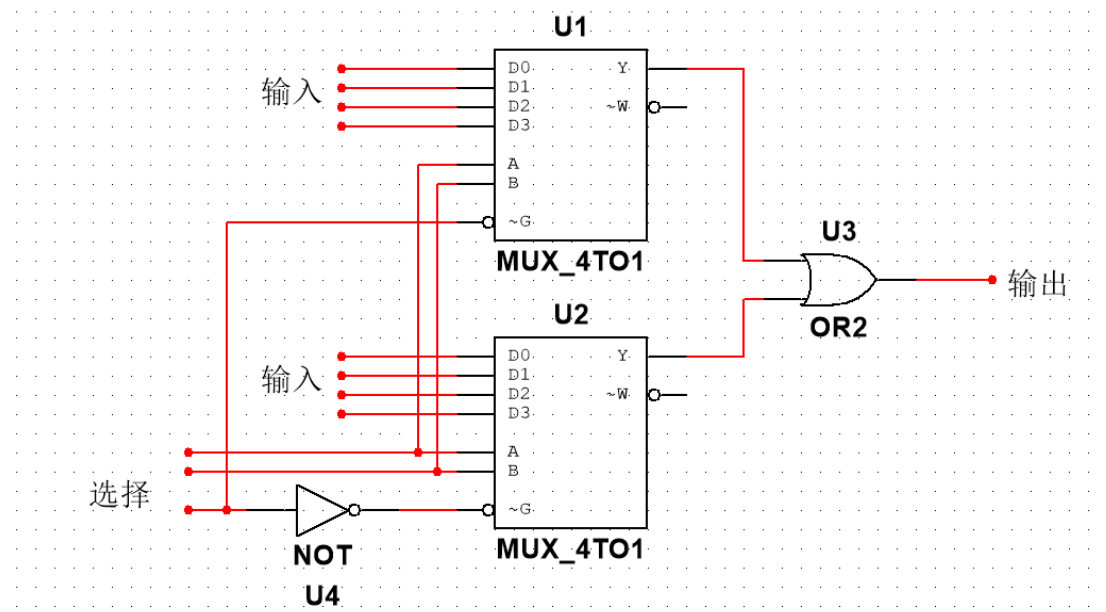 U1
输入
D0
D1
D2
D3
A
B
~G
Y
~W
MUX_4TO1
U3
OR2
输出
U2
输入
D0
D1
D2
D3
A
B
~G
Y
~W
MUX_4TO1
选择
NOT
U4